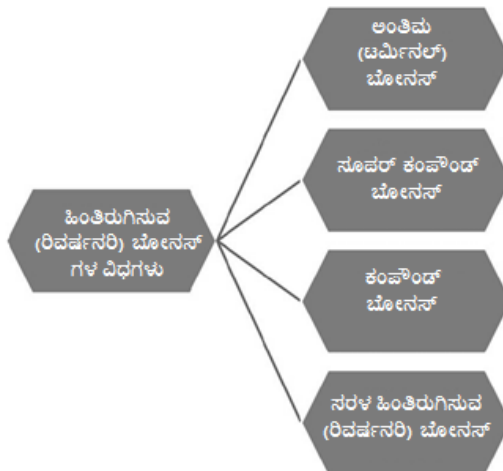 ಹಿಂತಿರುಗಿಸುವ
(ರಿವರ್ಷನರಿ) ಬೋನಸ್
ಗಳ ವಿಧಗಳು
ಅಂತಿಮ
(ಟರ್ಮಿನಲ್)
ಬೋನಸ್
ಸೂಪರ್ ಕಂಪೌಂಡ್
ಬೋನಸ್
ಕಂಪೌಂಡ್
ಬೋನಸ್
ಸರಳ ಹಿಂತಿರುಗಿಸುವ
(ರಿವರ್ಷನರಿ) ಬೋನಸ್